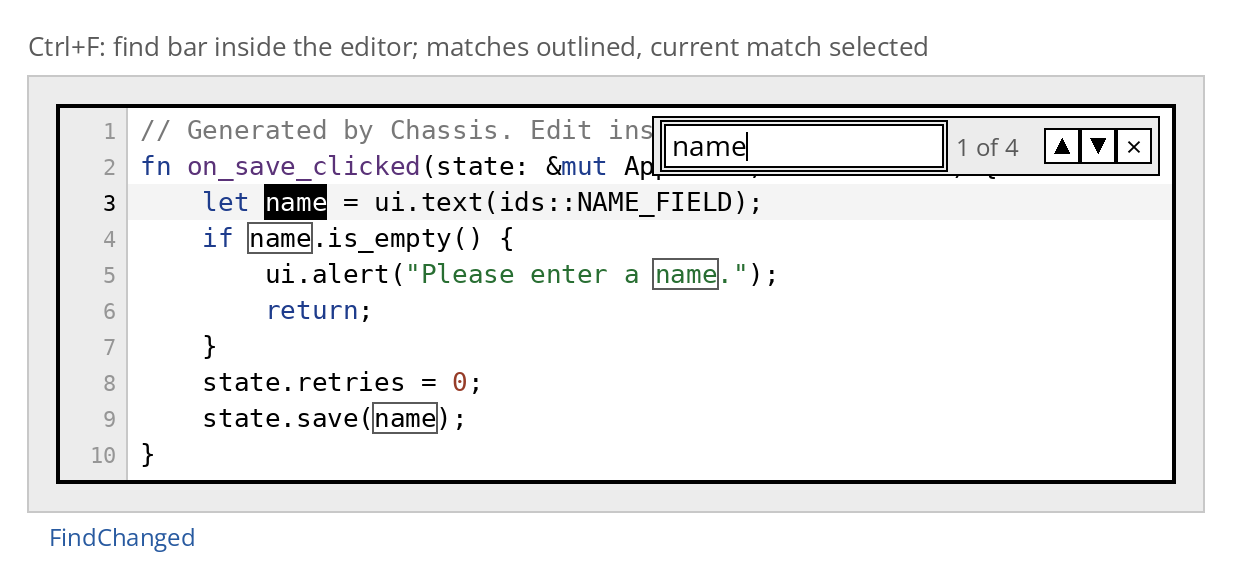 Ctrl+F: find bar inside the editor; matches outlined, current match selected
1 // Generated by Chassis. Edit ins
name 1 of 4 ▲ ▼ ×
2 fn on_save_clicked(state: &mut Ap
3 let name = ui.text(ids::NAME_FIELD);
4 if name.is_empty() {
5 ui.alert("Please enter a name.");
6 return;
7 }
8 state.retries = 0;
9 state.save(name);
10 }
FindChanged